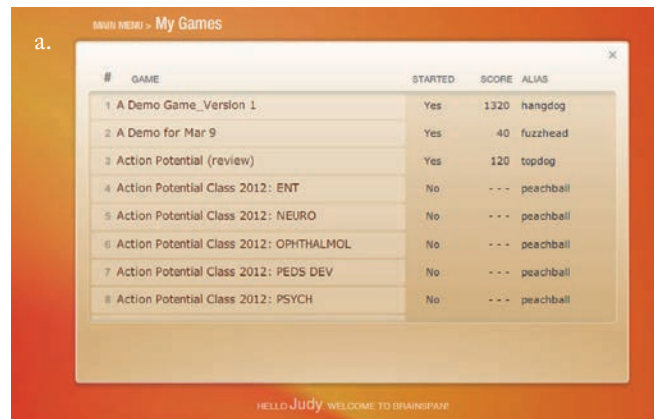 MAIN MENU > My Games
a.
×
# GAME STARTED SCORE ALIAS
1 A Demo Game_Version 1 Yes 1320 hangdog
2 A Demo for Mar 9 Yes 40 fuzzhead
3 Action Potential (review) Yes 120 topdog
4 Action Potential Class 2012: ENT No --- peachball
5 Action Potential Class 2012: NEURO No --- peachball
6 Action Potential Class 2012: OPHTHALMOL No --- peachball
7 Action Potential Class 2012: PEDS DEV No --- peachball
8 Action Potential Class 2012: PSYCH No --- peachball
HELLO Judy. WELCOME TO BRAINSPAN!